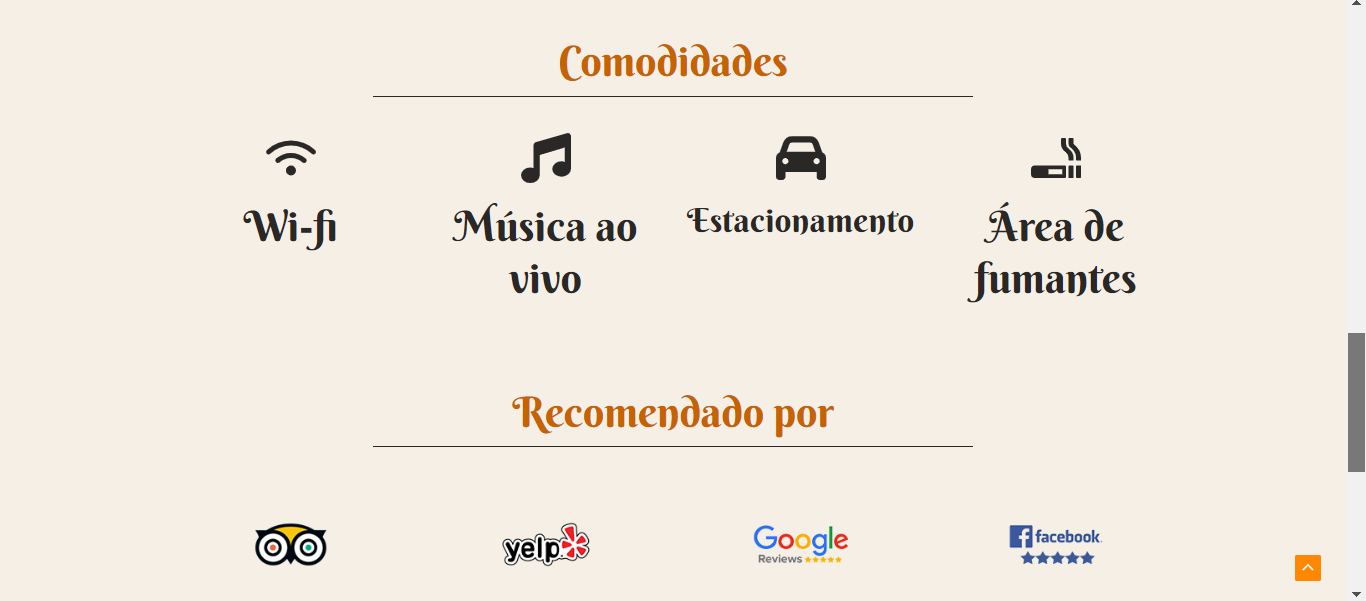 Comodidades
Wi-fi
Música ao
vivo
Estacionamento
Área de
fumantes
Recomendado por
yelp
Google
Reviews
facebook.